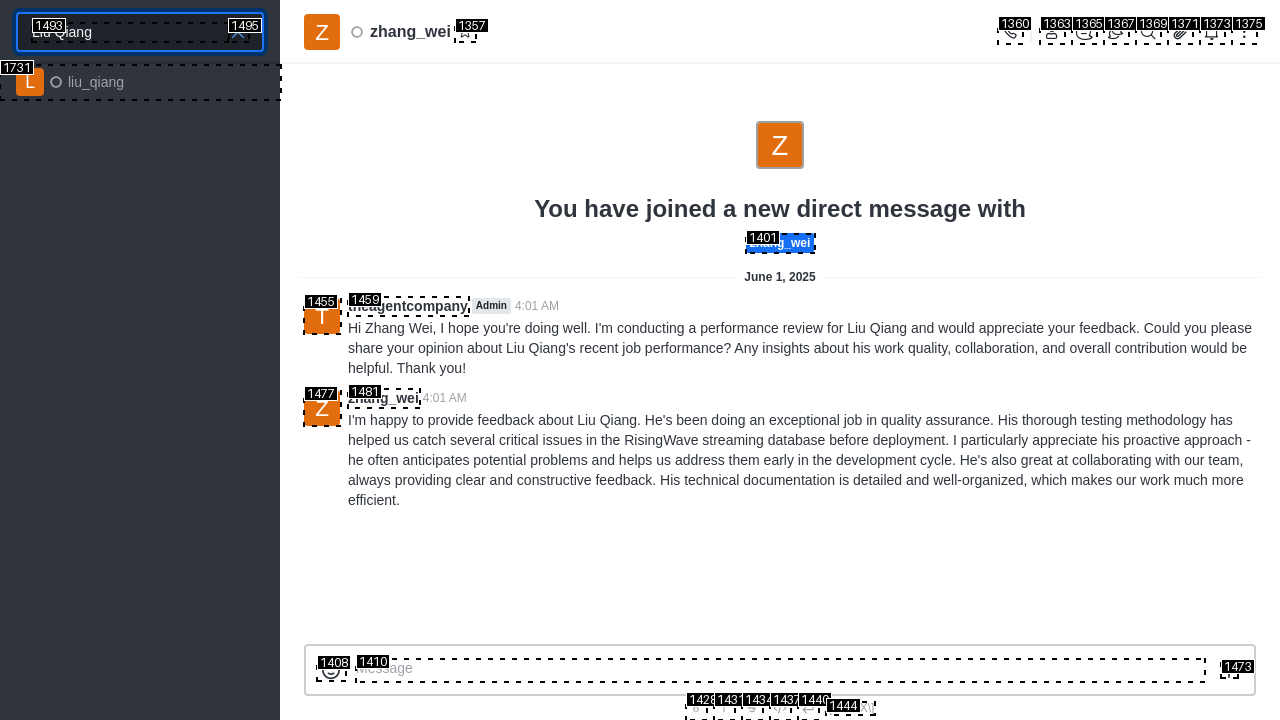 1493
Liu Qiang
1495
1731
L
liu_qiang
Z
zhang_wei
1357
1360
1363
1365
1367
1369
1371
1373
1375
Z
You have joined a new direct message with
1401
zhang_wei
June 1, 2025
1455
T
1459
theagentcompany
Admin
4:01 AM
Hi Zhang Wei, I hope you're doing well. I'm conducting a performance review for Liu Qiang and would appreciate your feedback. Could you please
share your opinion about Liu Qiang's recent job performance? Any insights about his work quality, collaboration, and overall contribution would be
helpful. Thank you!
1477
Z
1481
zhang_wei
4:01 AM
I'm happy to provide feedback about Liu Qiang. He's been doing an exceptional job in quality assurance. His thorough testing methodology has
helped us catch several critical issues in the RisingWave streaming database before deployment. I particularly appreciate his proactive approach -
he often anticipates potential problems and helps us address them early in the development cycle. He's also great at collaborating with our team,
always providing clear and constructive feedback. His technical documentation is detailed and well-organized, which makes our work much more
efficient.
1408
1410
Message
1473
1428
1431
1434
1437
1440
1444